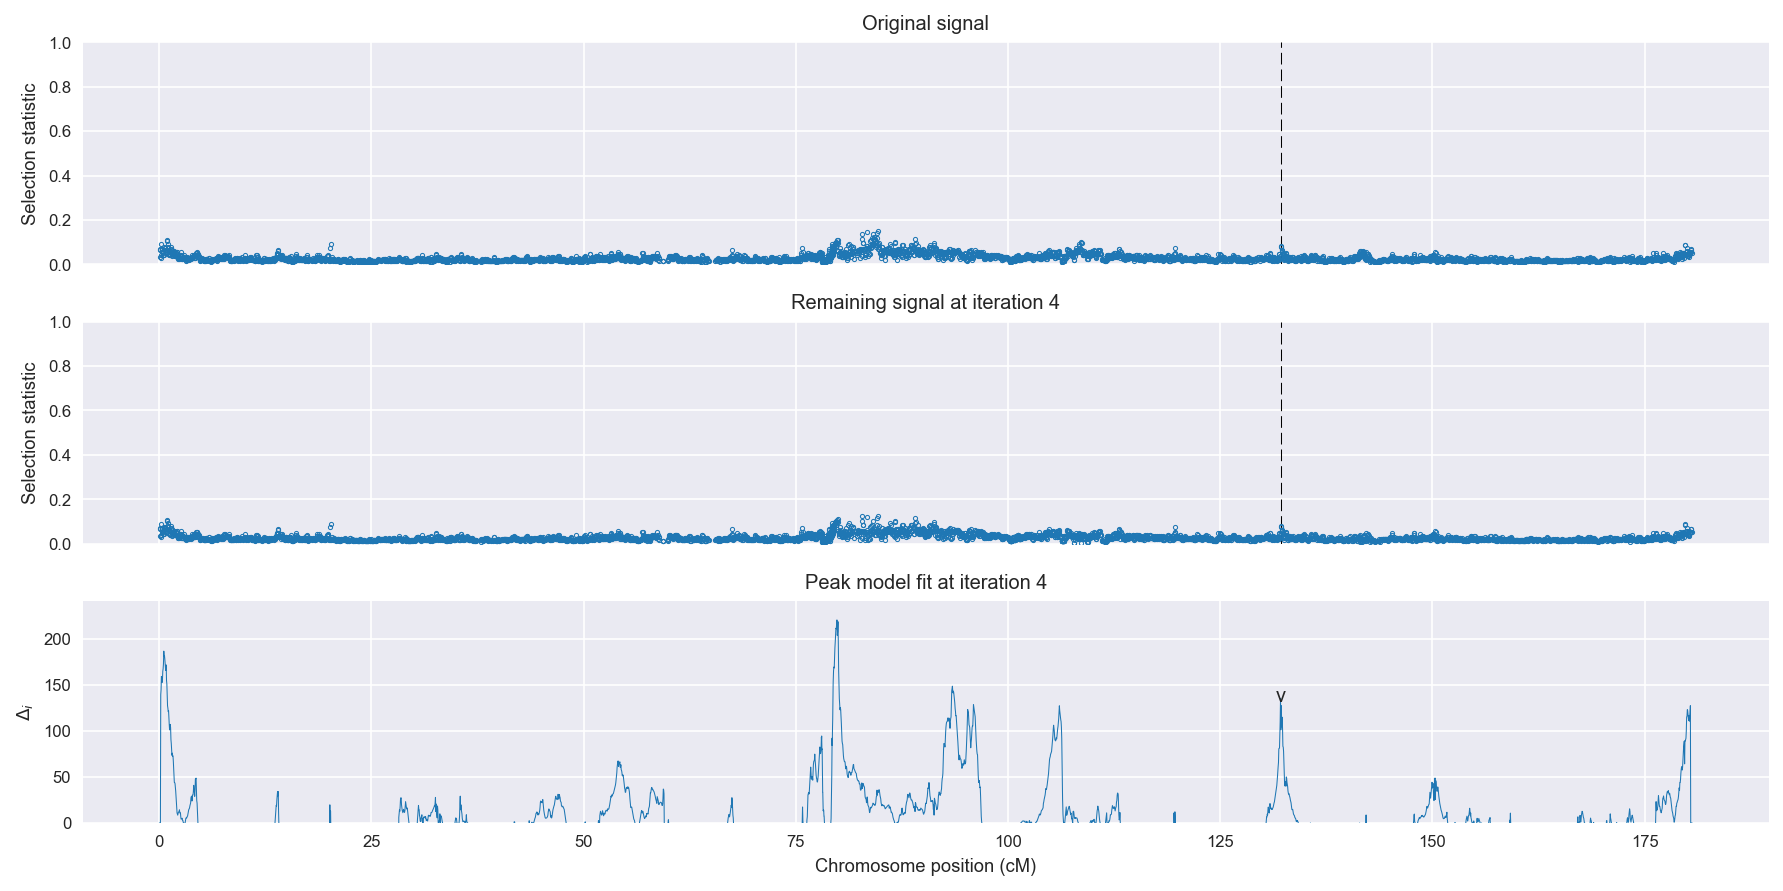 Original signal
Selection statistic
1.0
0.8
0.6
0.4
0.2
0.0
Remaining signal at iteration 4
Selection statistic
1.0
0.8
0.6
0.4
0.2
0.0
Peak model fit at iteration 4
Δi
200
150
100
50
0
v
0 25 50 75 100 125 150 175
Chromosome position (cM)